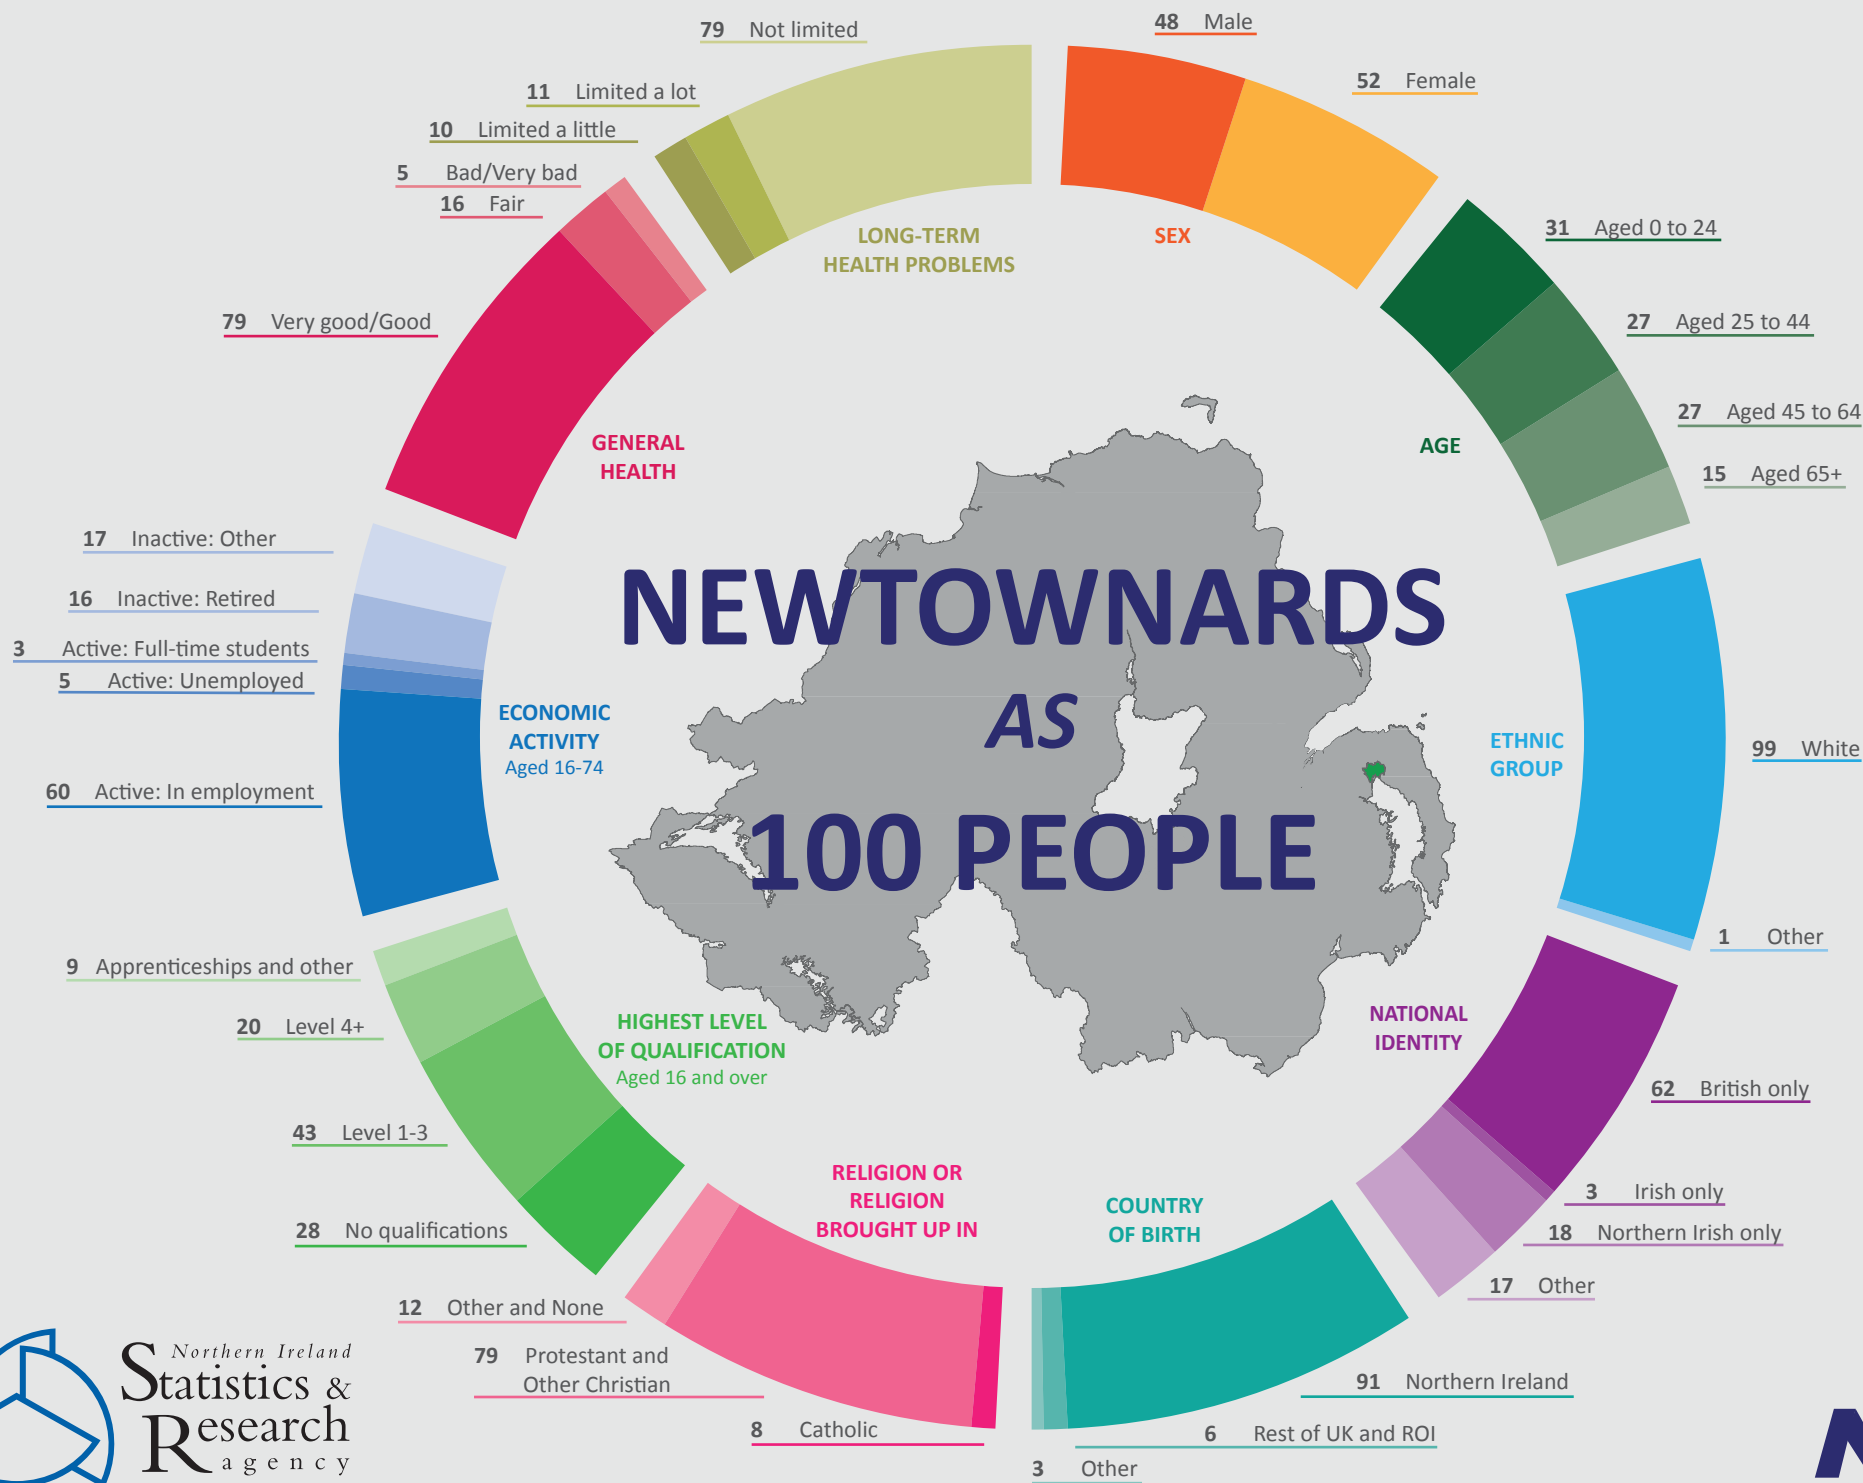 79 Not limited
11 Limited a lot
10 Limited a little
5 Bad/Very bad
16 Fair
79 Very good/Good
LONG-TERM
HEALTH PROBLEMS
GENERAL
HEALTH
48 Male
52 Female
SEX
31 Aged 0 to 24
27 Aged 25 to 44
27 Aged 45 to 64
15 Aged 65+
AGE
NEWTOWNARDS
AS
100 PEOPLE
17 Inactive: Other
16 Inactive: Retired
3 Active: Full-time students
5 Active: Unemployed
60 Active: In employment
ECONOMIC
ACTIVITY
Aged 16-74
ETHNIC
GROUP
99 White
1 Other
NATIONAL
IDENTITY
62 British only
3 Irish only
18 Northern Irish only
17 Other
9 Apprenticeships and other
20 Level 4+
43 Level 1-3
28 No qualifications
HIGHEST LEVEL
OF QUALIFICATION
Aged 16 and over
RELIGION OR
RELIGION
BROUGHT UP IN
12 Other and None
79 Protestant and
Other Christian
8 Catholic
COUNTRY
OF BIRTH
91 Northern Ireland
6 Rest of UK and ROI
3 Other
Northern Ireland
Statistics &
Research
agency